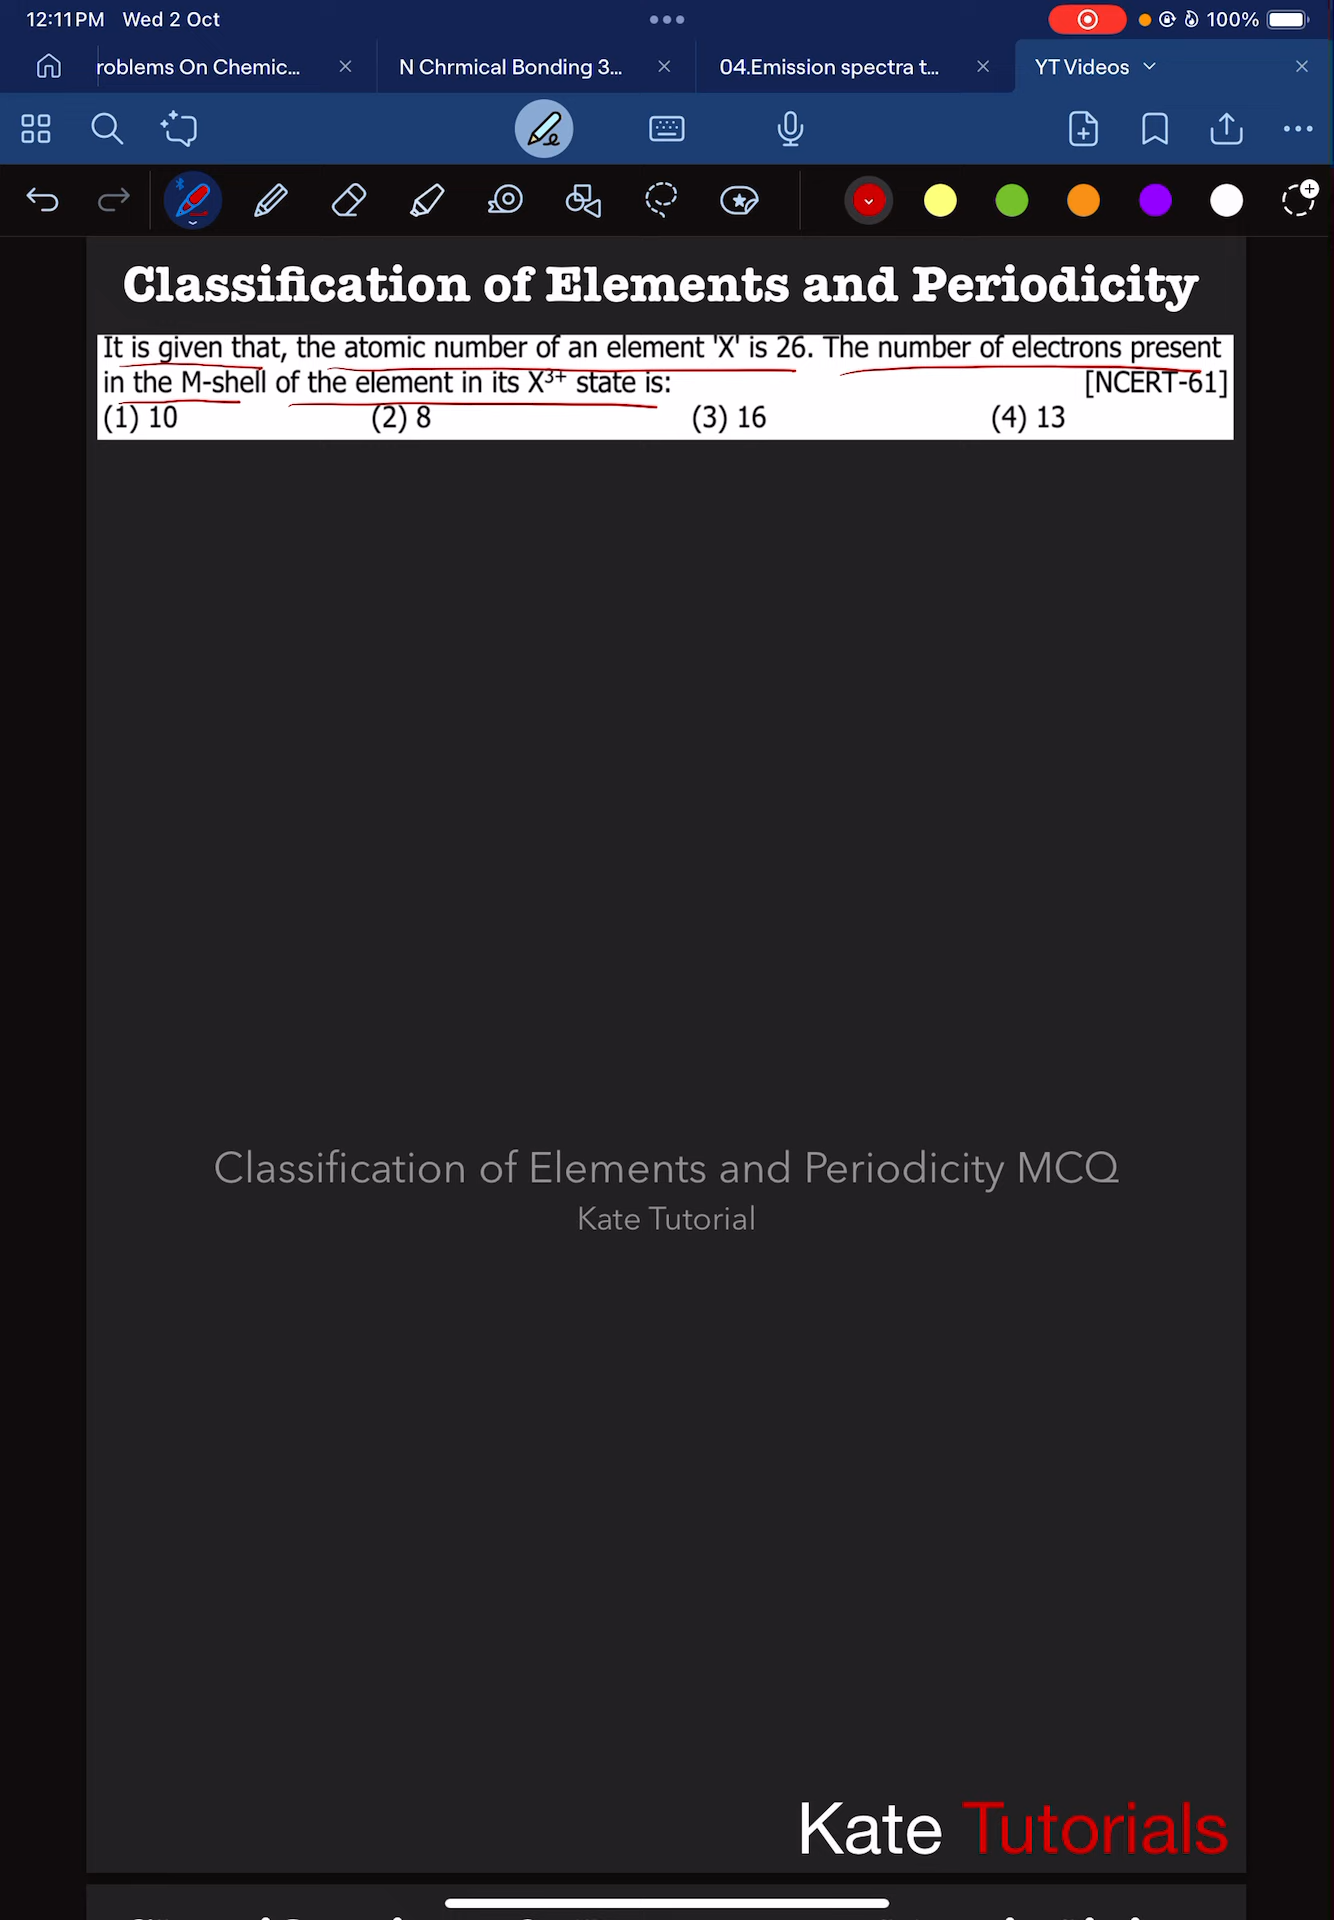 12:11 PM Wed 2 Oct
100%
roblems On Chemic...
N Chrmical Bonding 3...
04.Emission spectra t...
YT Videos
Classification of Elements and Periodicity
It is given that, the atomic number of an element 'X' is 26. The number of electrons present
in the M-shell of the element in its X³⁺ state is: [NCERT-61]
(1) 10 (2) 8 (3) 16 (4) 13
Classification of Elements and Periodicity MCQ
Kate Tutorial
Kate Tutorials